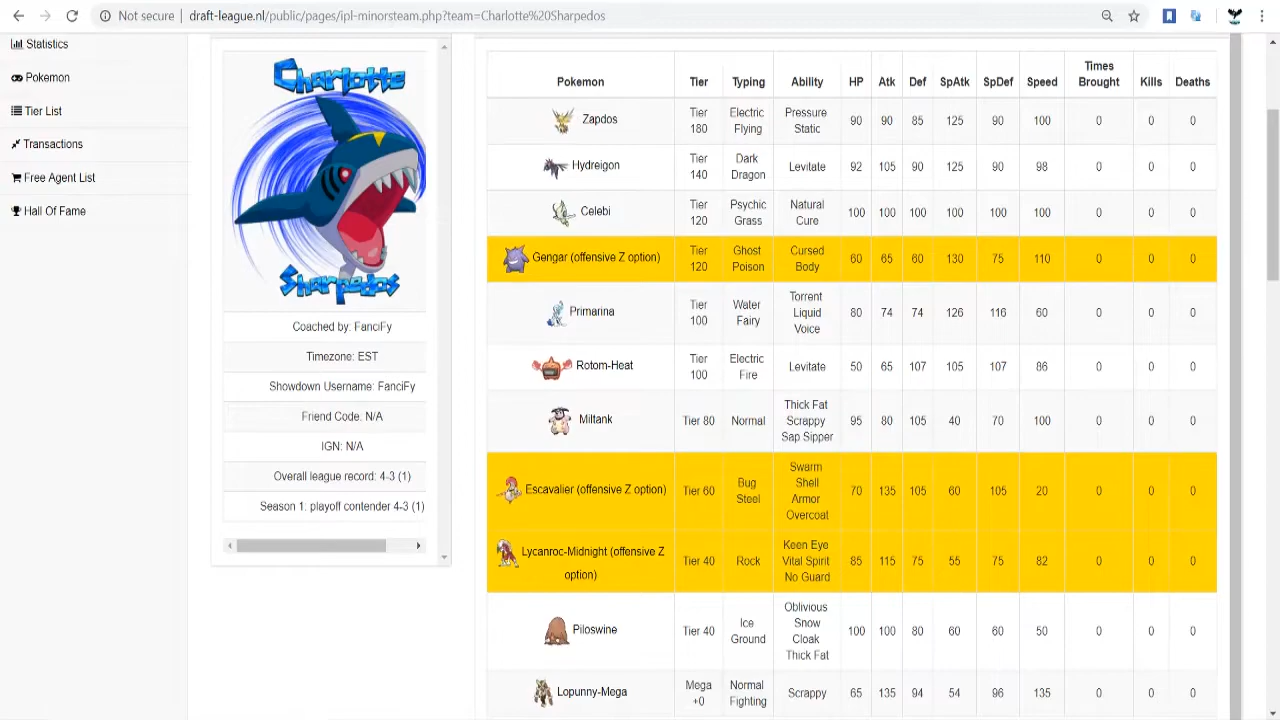 Not secure | draft-league.nl/public/pages/ipl-minorsteam.php?team=Charlotte%20Sharpedos
Statistics
Pokemon
Tier List
Transactions
Free Agent List
Hall Of Fame
Charlotte
Sharpedos
Coached by: FanciFy
Timezone: EST
Showdown Username: FanciFy
Friend Code: N/A
IGN: N/A
Overall league record: 4-3 (1)
Season 1: playoff contender 4-3 (1)
Pokemon Tier Typing Ability HP Atk Def SpAtk SpDef Speed Times Brought Kills Deaths
Zapdos Tier 180 Electric Flying Pressure Static 90 90 85 125 90 100 0 0 0
Hydreigon Tier 140 Dark Dragon Levitate 92 105 90 125 90 98 0 0 0
Celebi Tier 120 Psychic Grass Natural Cure 100 100 100 100 100 100 0 0 0
Gengar (offensive Z option) Tier 120 Ghost Poison Cursed Body 60 65 60 130 75 110 0 0 0
Primarina Tier 100 Water Fairy Torrent Liquid Voice 80 74 74 126 116 60 0 0 0
Rotom-Heat Tier 100 Electric Fire Levitate 50 65 107 105 107 86 0 0 0
Miltank Tier 80 Normal Thick Fat Scrappy Sap Sipper 95 80 105 40 70 100 0 0 0
Escavalier (offensive Z option) Tier 60 Bug Steel Swarm Shell Armor Overcoat 70 135 105 60 105 20 0 0 0
Lycanroc-Midnight (offensive Z option) Tier 40 Rock Keen Eye Vital Spirit No Guard 85 115 75 55 75 82 0 0 0
Piloswine Tier 40 Ice Ground Oblivious Snow Cloak Thick Fat 100 100 80 60 60 50 0 0 0
Lopunny-Mega Mega +0 Normal Fighting Scrappy 65 135 94 54 96 135 0 0 0